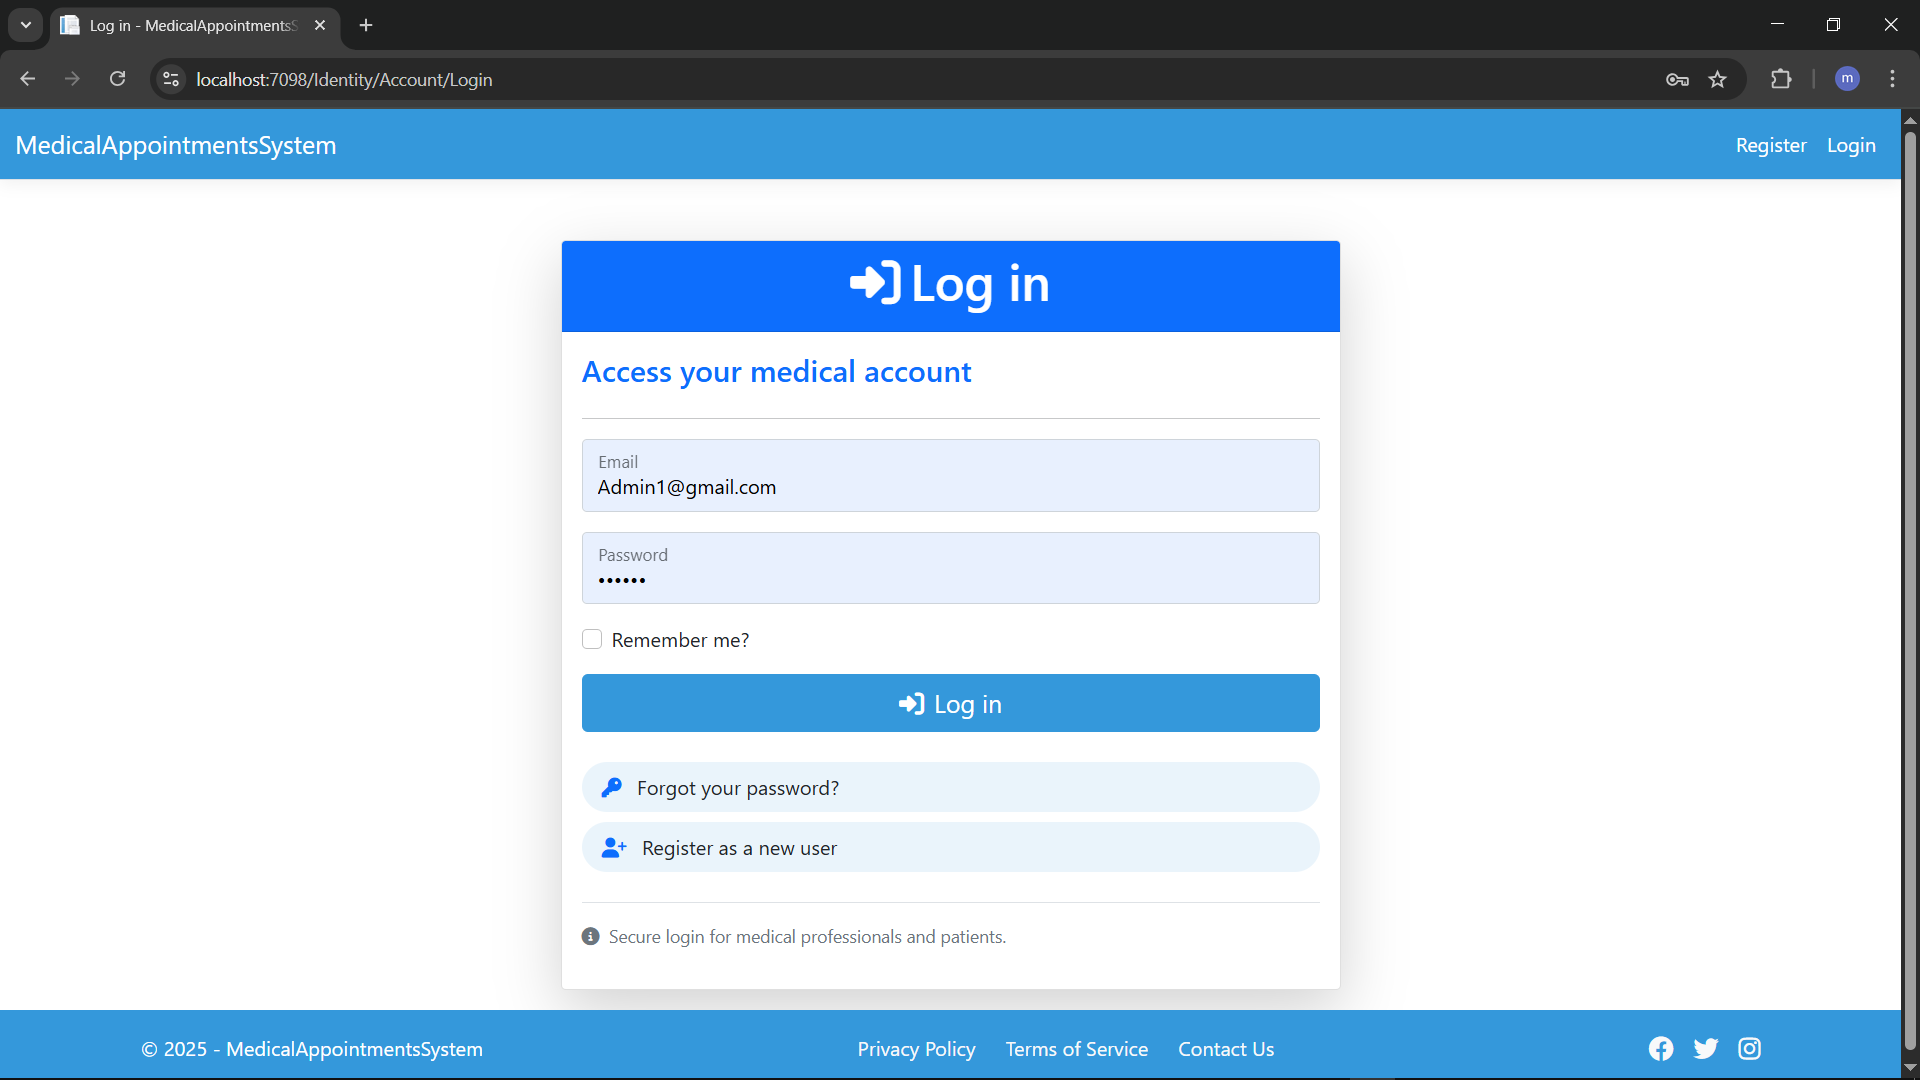 Log in - MedicalAppointmentsS
localhost:7098/Identity/Account/Login
m
MedicalAppointmentsSystem
Register
Login
Log in
Access your medical account
Email
Admin1@gmail.com
Password
••••••
Remember me?
Log in
Forgot your password?
Register as a new user
Secure login for medical professionals and patients.
© 2025 - MedicalAppointmentsSystem
Privacy Policy
Terms of Service
Contact Us